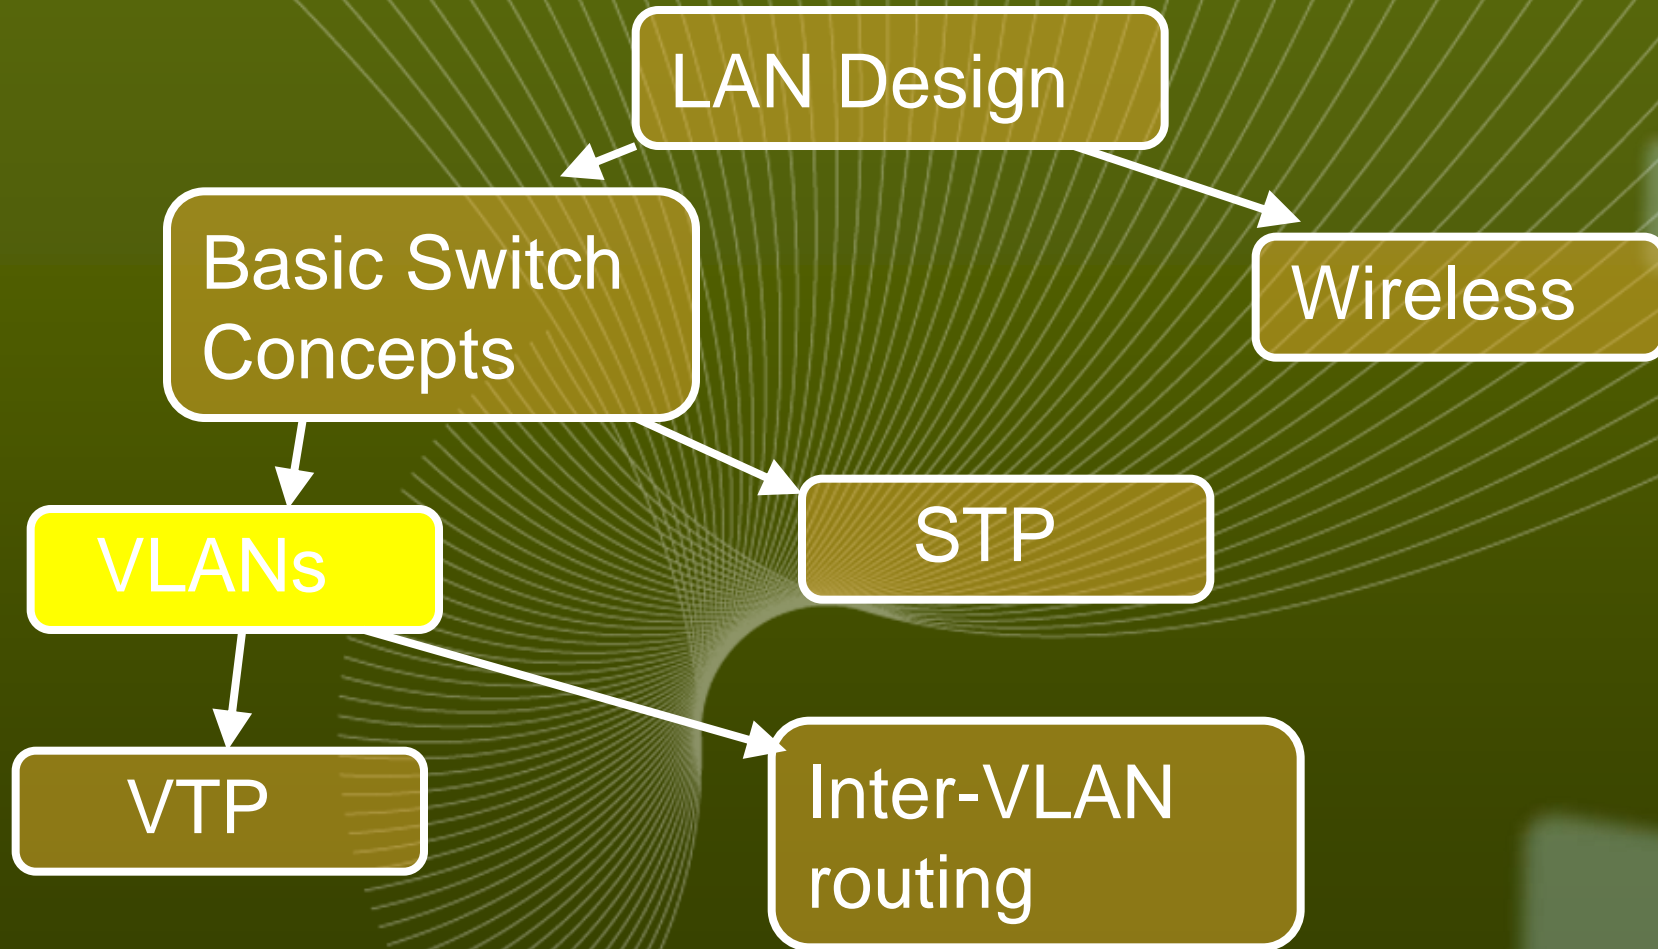 LAN Design
Basic Switch
Concepts
Wireless
VLANs
STP
VTP
Inter-VLAN
routing